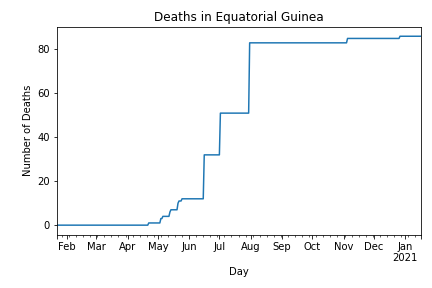 Deaths in Equatorial Guinea
Number of Deaths
80
60
40
20
0
Feb Mar Apr May Jun Jul Aug Sep Oct Nov Dec Jan
2021
Day